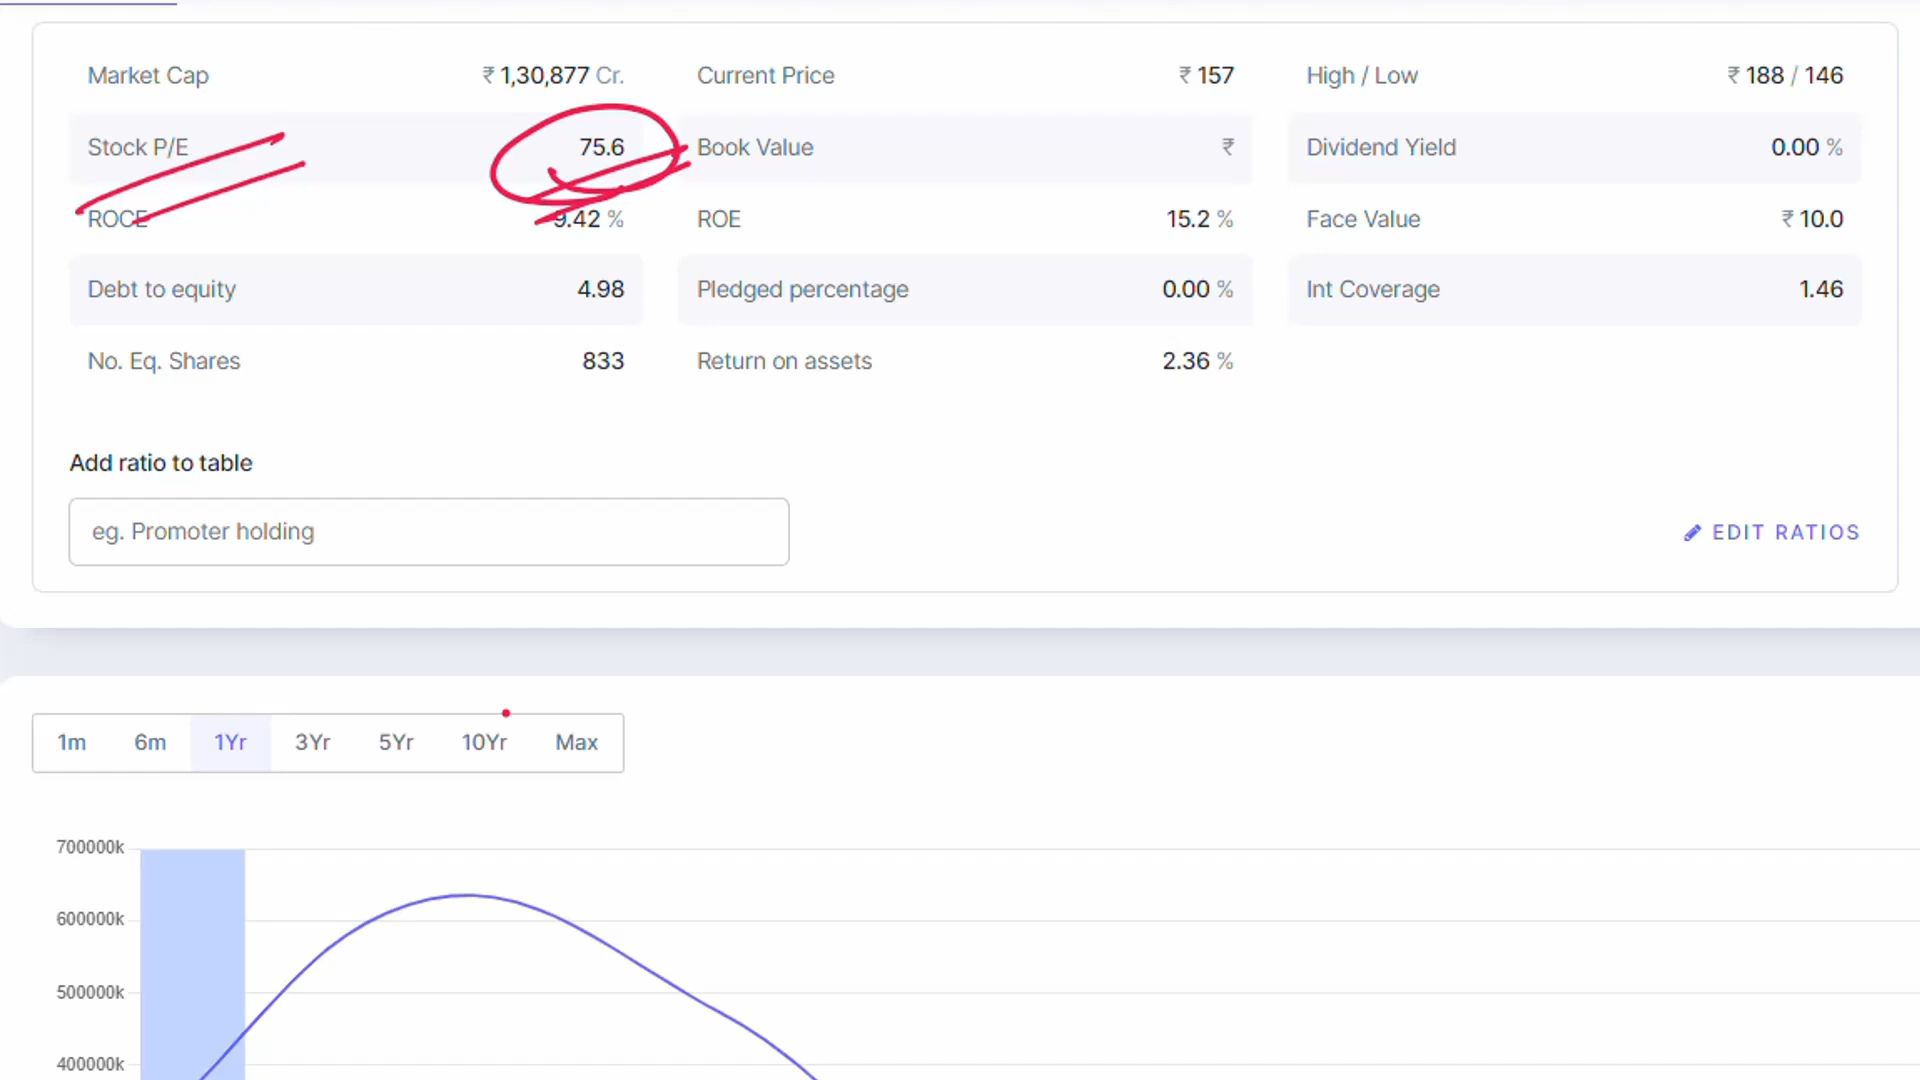 Market Cap ₹ 1,30,877 Cr. Current Price ₹ 157 High / Low ₹ 188 / 146
Stock P/E 75.6 Book Value ₹ Dividend Yield 0.00 %
ROCE 9.42 % ROE 15.2 % Face Value ₹ 10.0
Debt to equity 4.98 Pledged percentage 0.00 % Int Coverage 1.46
No. Eq. Shares 833 Return on assets 2.36 %
Add ratio to table
eg. Promoter holding
EDIT RATIOS
1m 6m 1Yr 3Yr 5Yr 10Yr Max
700000k
600000k
500000k
400000k